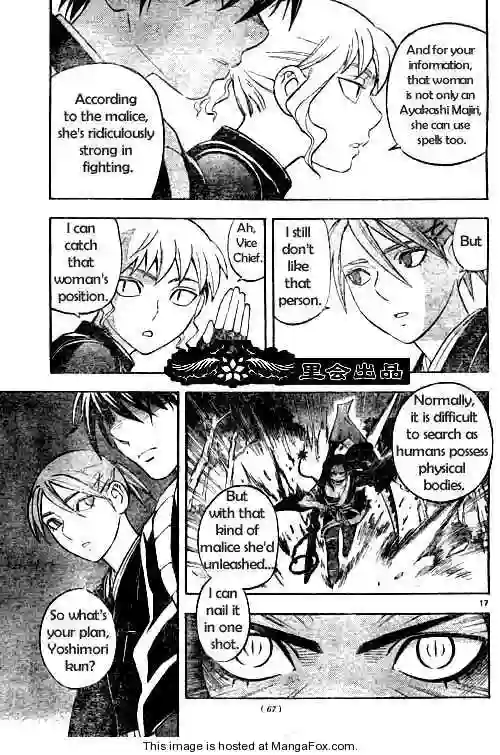 And for your
information,
that woman
is not only an
Ayakashi Majiri,
she can use
spells too.
According
to the malice,
she's ridiculously
strong in
fighting.
But
I still
don't
like
that
person.
Ah,
Vice
Chief.
I can
catch
that
woman's
position.
里会出品
Normally,
it is difficult
to search as
humans possess
physical
bodies.
But
with that
kind of
malice she'd
unleashed...
17
I can
nail it
in one
shot.
So what's
your plan,
Yoshimori
kun?
( 67 )
This image is hosted at MangaFox.com